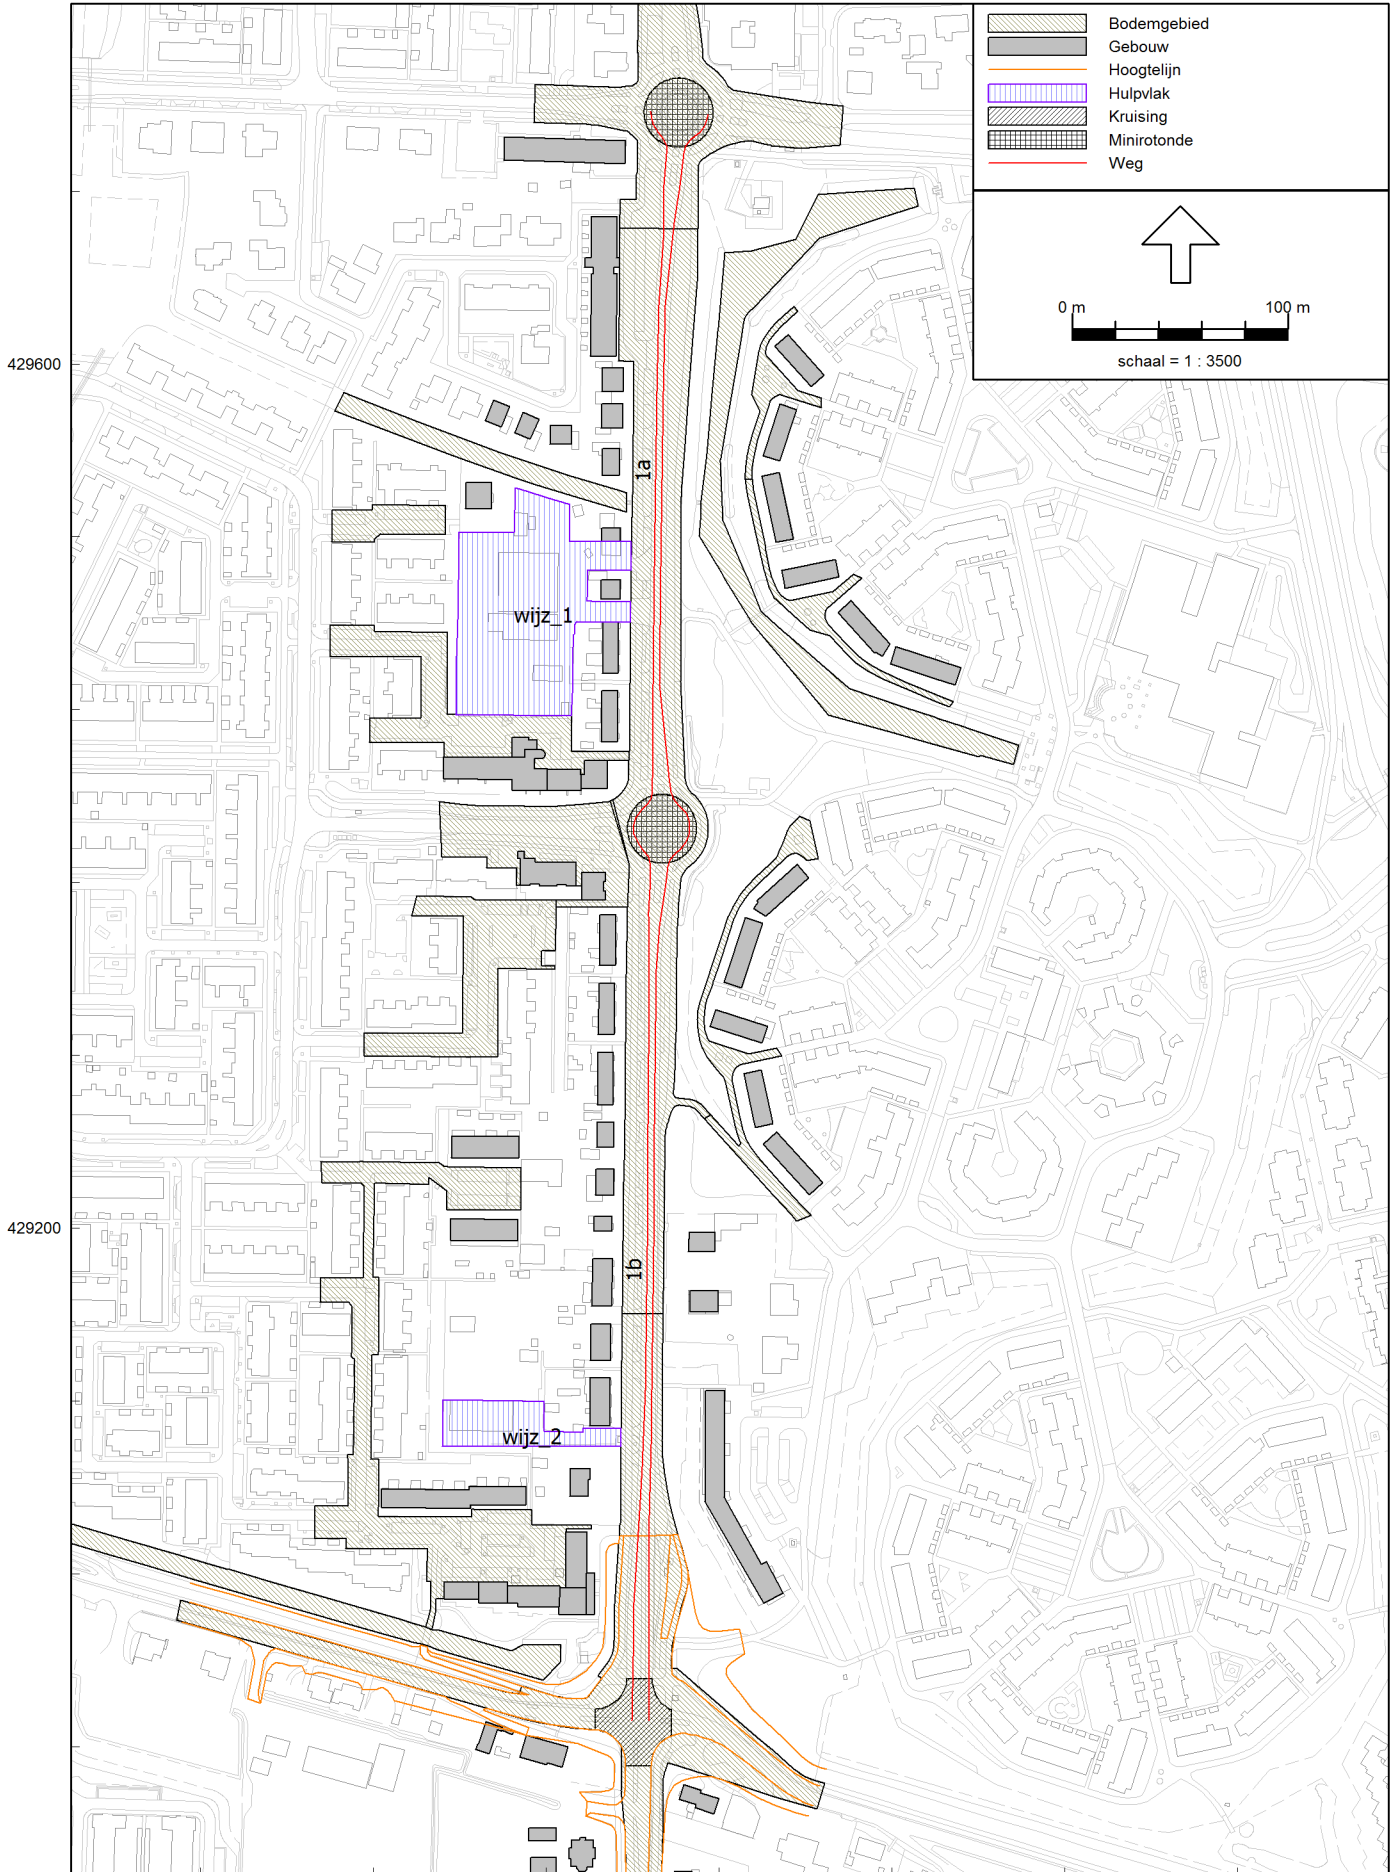 Bodemgebied
Gebouw
Hoogtelijn
Hulpvlak
Kruising
Minirotonde
Weg
0 m 100 m
schaal = 1 : 3500
429600
1a
wijz_1
429200
1b
wijz_2